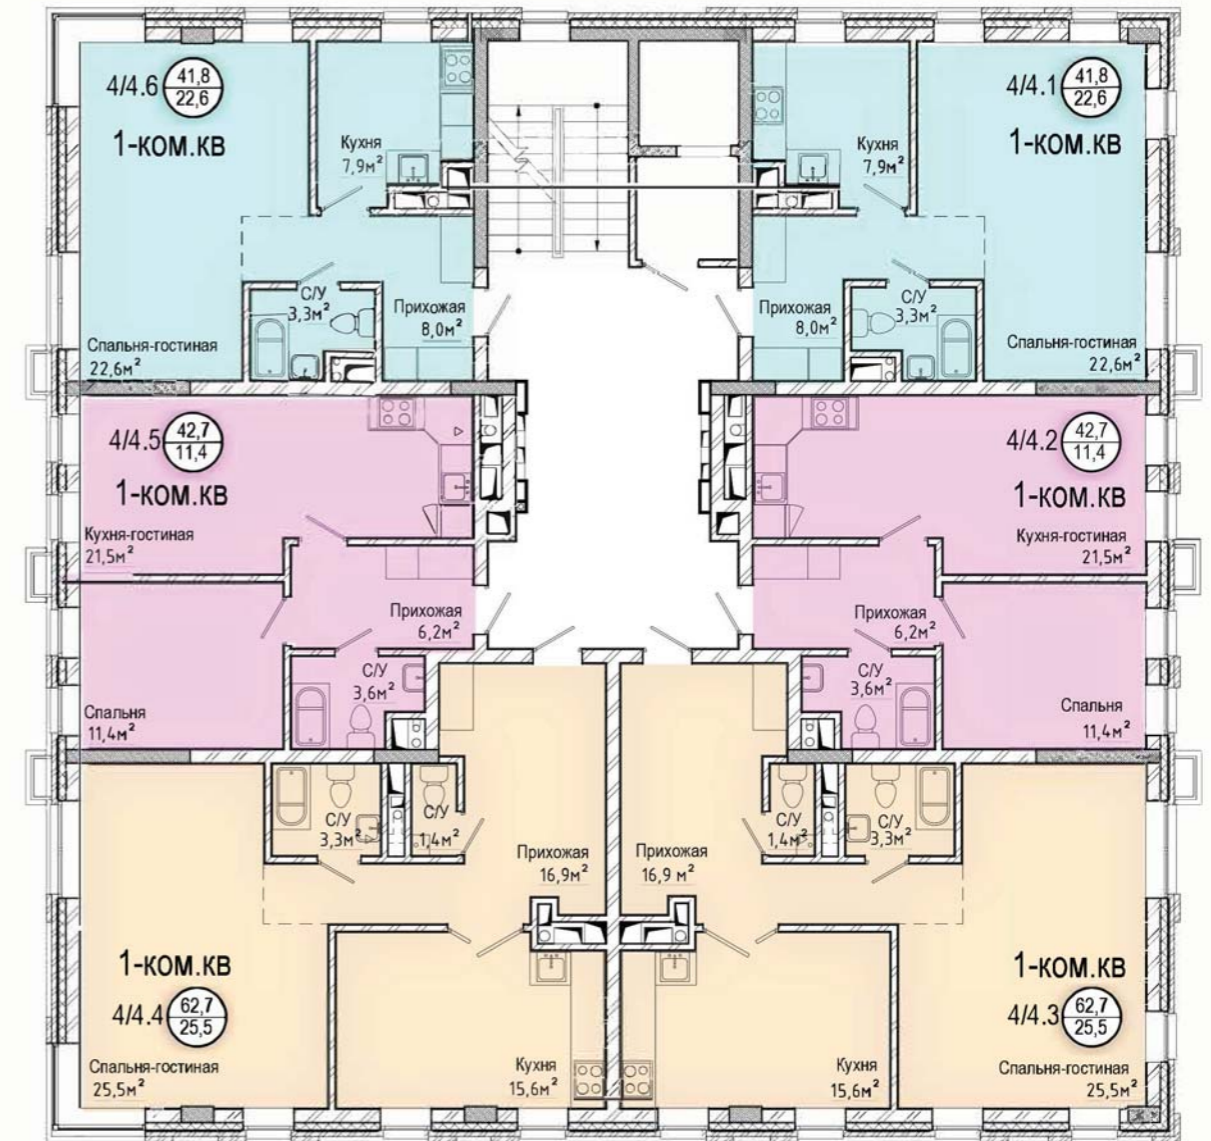 4/4.6 41,8
22,6
1-ком.кв
Кухня
7,9м²
С/У
3,3м²
Прихожая
8,0м²
Спальня-гостиная
22,6м²
4/4.1 41,8
22,6
1-ком.кв
Кухня
7,9м²
Прихожая
8,0м²
С/У
3,3м²
Спальня-гостиная
22,6м²
4/4.5 42,7
11,4
1-ком.кв
Кухня-гостиная
21,5м²
Прихожая
6,2м²
С/У
3,6м²
Спальня
11,4м²
4/4.2 42,7
11,4
1-ком.кв
Кухня-гостиная
21,5м²
Прихожая
6,2м²
С/У
3,6м²
Спальня
11,4м²
С/У
3,3м²
С/У
1,4м²
Прихожая
16,9м²
1-ком.кв
4/4.4 62,7
25,5
Спальня-гостиная
25,5м²
Кухня
15,6м²
Прихожая
16,9 м²
С/У
1,4м²
С/У
3,3м²
1-ком.кв
4/4.3 62,7
25,5
Кухня
15,6м²
Спальня-гостиная
25,5м²